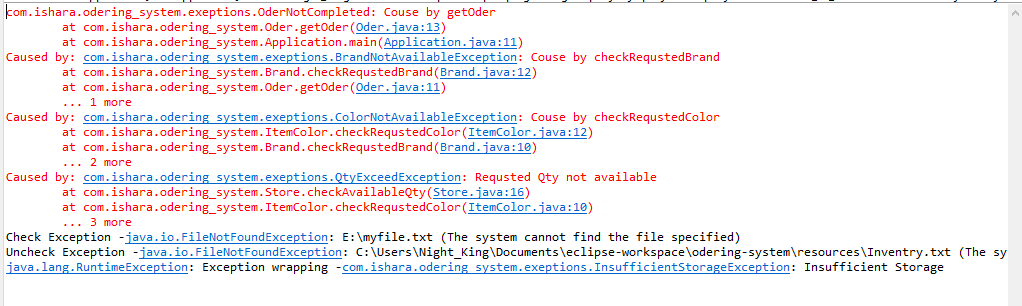 com.ishara.odering_system.exeptions.OderNotCompleted: Couse by getOder
at com.ishara.odering_system.Oder.getOder(Oder.java:13)
at com.ishara.odering_system.Application.main(Application.java:11)
Caused by: com.ishara.odering_system.exeptions.BrandNotAvailableException: Couse by checkRequstedBrand
at com.ishara.odering_system.Brand.checkRequstedBrand(Brand.java:12)
at com.ishara.odering_system.Oder.getOder(Oder.java:11)
... 1 more
Caused by: com.ishara.odering_system.exeptions.ColorNotAvailableException: Couse by checkRequstedColor
at com.ishara.odering_system.ItemColor.checkRequstedColor(ItemColor.java:12)
at com.ishara.odering_system.Brand.checkRequstedBrand(Brand.java:10)
... 2 more
Caused by: com.ishara.odering_system.exeptions.QtyExceedException: Requsted Qty not available
at com.ishara.odering_system.Store.checkAvailableQty(Store.java:16)
at com.ishara.odering_system.ItemColor.checkRequstedColor(ItemColor.java:10)
... 3 more
Check Exception -java.io.FileNotFoundException: E:\myfile.txt (The system cannot find the file specified)
Uncheck Exception -java.io.FileNotFoundException: C:\Users\Night_King\Documents\eclipse-workspace\odering-system\resources\Inventry.txt (The sy
java.lang.RuntimeException: Exception wrapping -com.ishara.odering_system.exeptions.InsufficientStorageException: Insufficient Storage